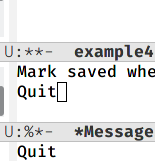 U:**-  example4
Mark saved whe
Quit
U:%*-  *Message
Quit